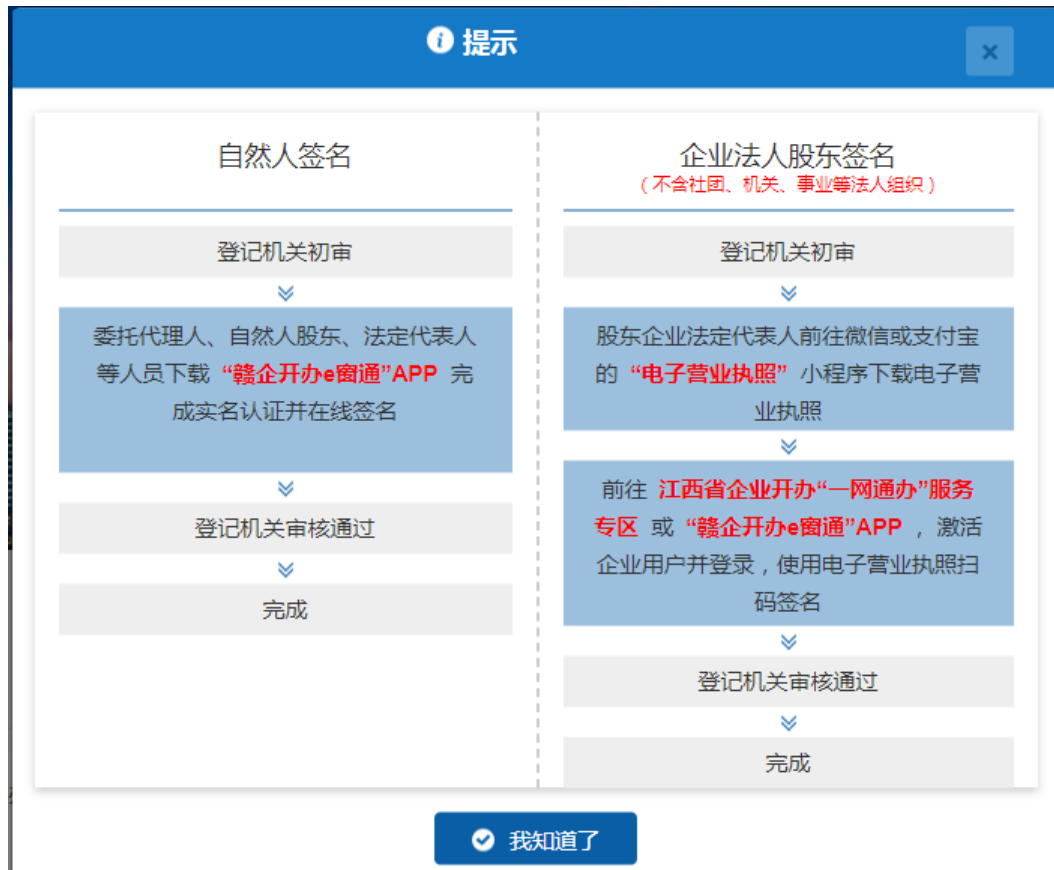 提示
自然人签名
登记机关初审
委托代理人、自然人股东、法定代表人
等人员下载 “赣企开办e窗通”APP 完
成实名认证并在线签名
登记机关审核通过
完成
企业法人股东签名
（不含社团、机关、事业等法人组织）
登记机关初审
股东企业法定代表人前往微信或支付宝
的 “电子营业执照” 小程序下载电子营
业执照
前往 江西省企业开办“一网通办”服务
专区 或 “赣企开办e窗通”APP ，激活
企业用户并登录，使用电子营业执照扫
码签名
登记机关审核通过
完成
我知道了